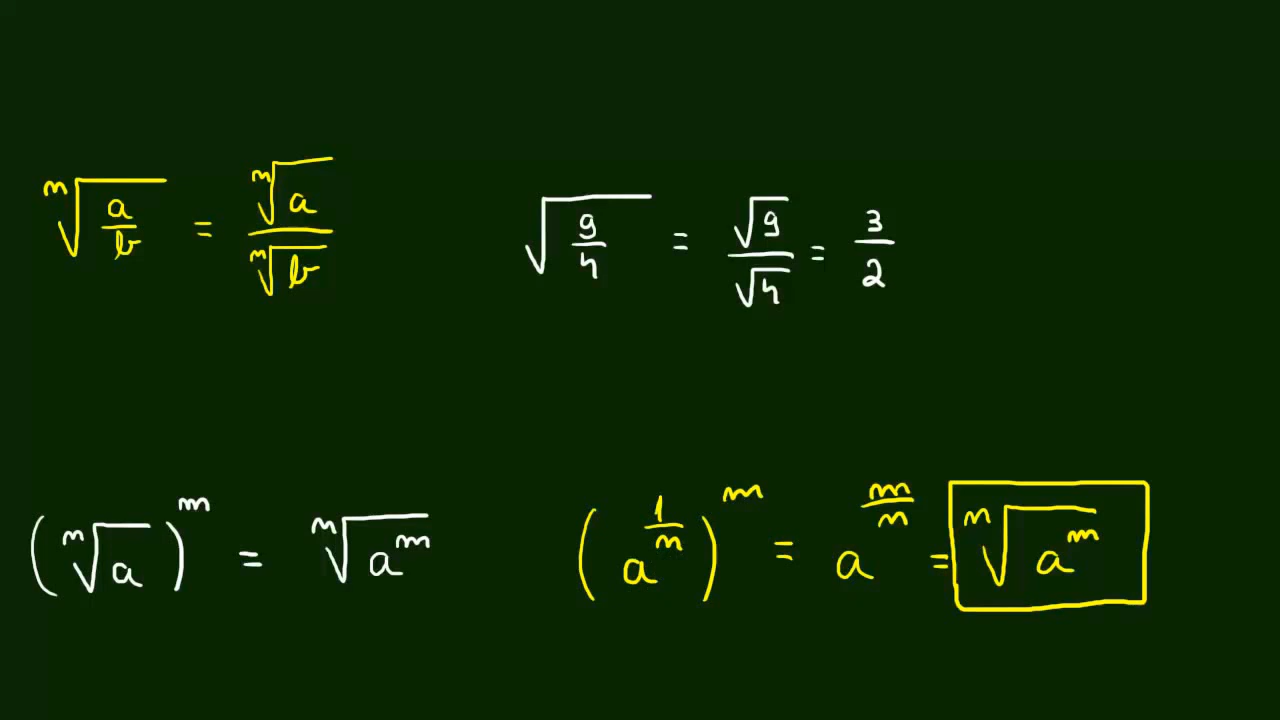 ⁿ√(a/b) = ⁿ√a / ⁿ√b
√(9/4) = √9 / √4 = 3/2
(ⁿ√a)ᵐ = ⁿ√(aᵐ)
(a^(1/n))^m = a^(m/n) = ⁿ√(aᵐ)